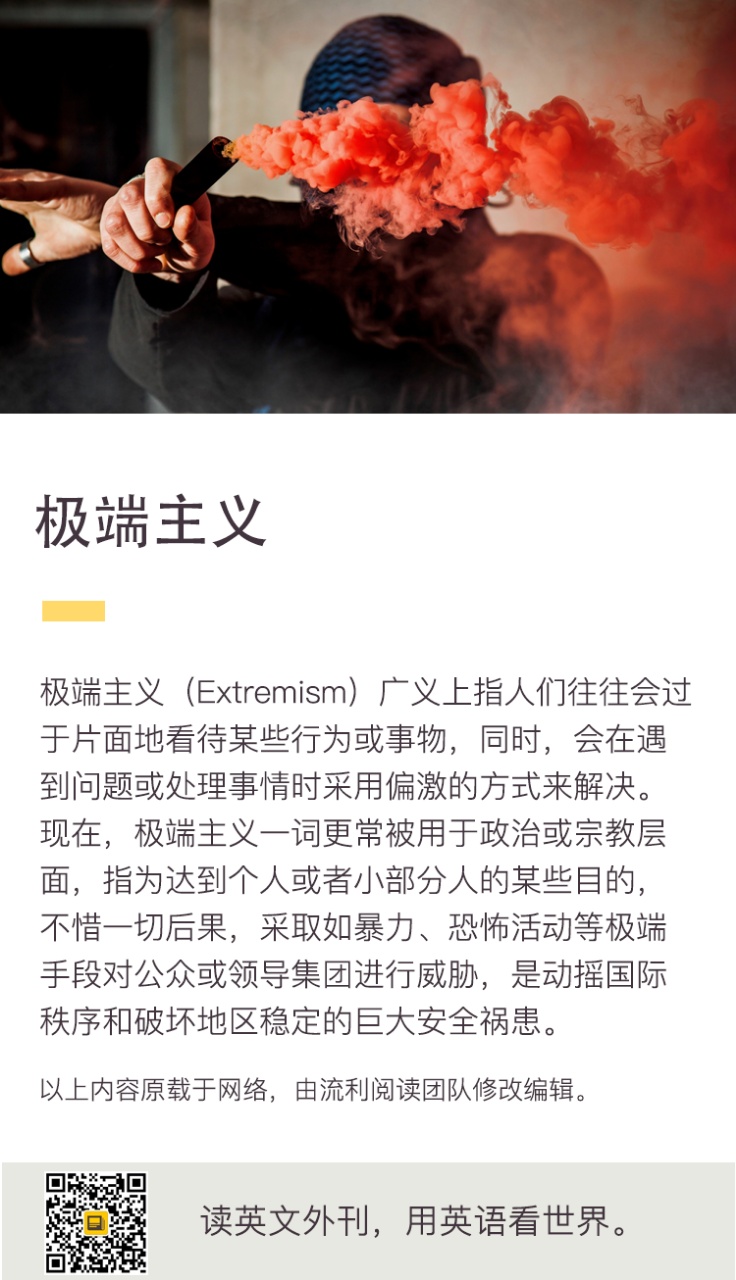 极端主义
极端主义（Extremism）广义上指人们往往会过
于片面地看待某些行为或事物，同时，会在遇
到问题或处理事情时采用偏激的方式来解决。
现在，极端主义一词更常被用于政治或宗教层
面，指为达到个人或者小部分人的某些目的，
不惜一切后果，采取如暴力、恐怖活动等极端
手段对公众或领导集团进行威胁，是动摇国际
秩序和破坏地区稳定的巨大安全祸患。
以上内容原载于网络，由流利阅读团队修改编辑。
读英文外刊，用英语看世界。